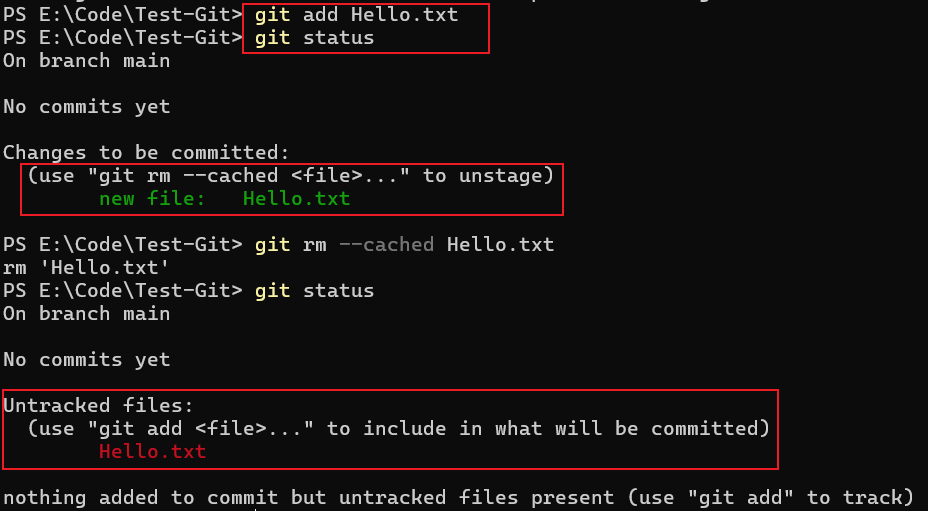 PS E:\Code\Test-Git> git add Hello.txt
PS E:\Code\Test-Git> git status
On branch main
No commits yet
Changes to be committed:
(use "git rm --cached <file>..." to unstage)
new file: Hello.txt
PS E:\Code\Test-Git> git rm --cached Hello.txt
rm 'Hello.txt'
PS E:\Code\Test-Git> git status
On branch main
No commits yet
Untracked files:
(use "git add <file>..." to include in what will be committed)
Hello.txt
nothing added to commit but untracked files present (use "git add" to track)